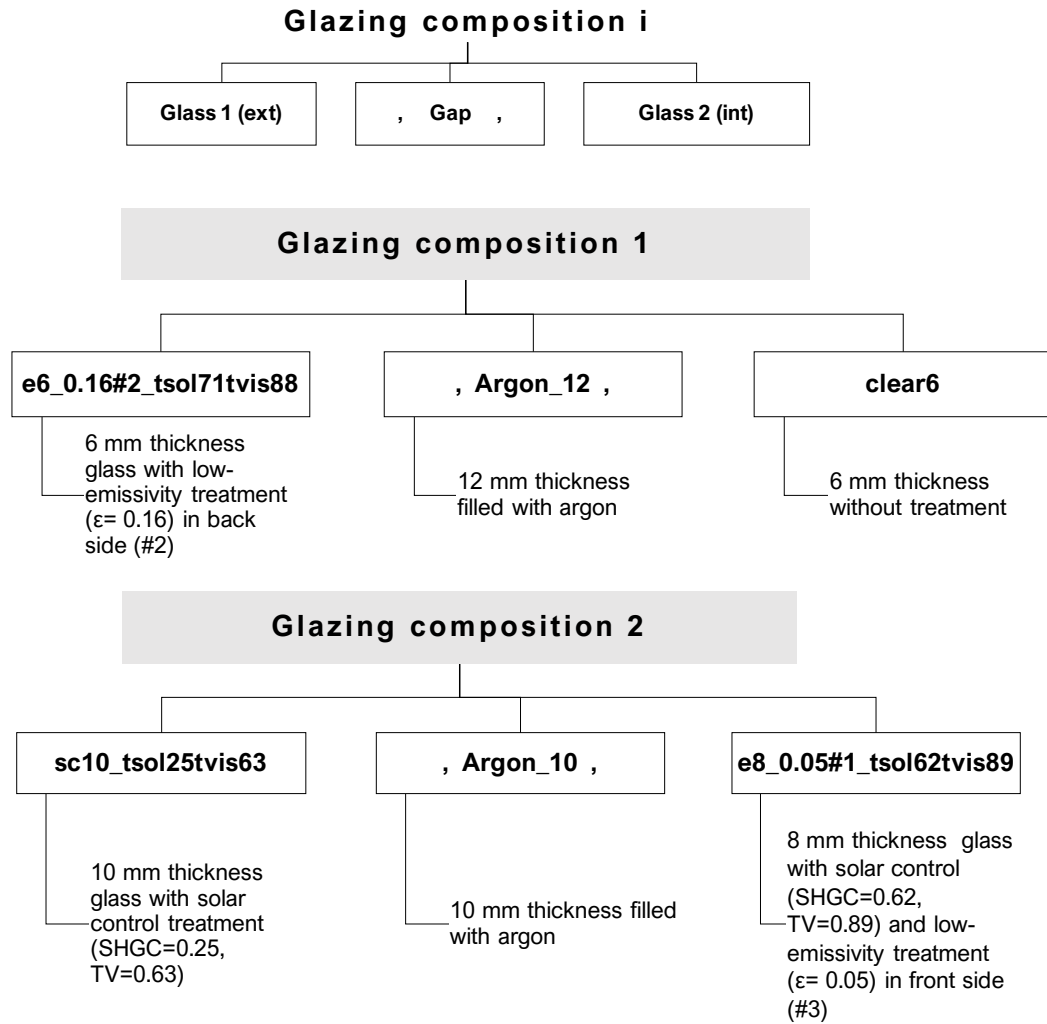 Glazing composition i
Glass 1 (ext)
, Gap ,
Glass 2 (int)
Glazing composition 1
e6_0.16#2_tsol71tvis88
, Argon_12 ,
clear6
6 mm thickness
glass with low-
emissivity treatment
(ε= 0.16) in back
side (#2)
12 mm thickness
filled with argon
6 mm thickness
without treatment
Glazing composition 2
sc10_tsol25tvis63
, Argon_10 ,
e8_0.05#1_tsol62tvis89
10 mm thickness
glass with solar
control treatment
(SHGC=0.25,
TV=0.63)
10 mm thickness filled
with argon
8 mm thickness glass
with solar control
(SHGC=0.62,
TV=0.89) and low-
emissivity treatment
(ε= 0.05) in front side
(#3)